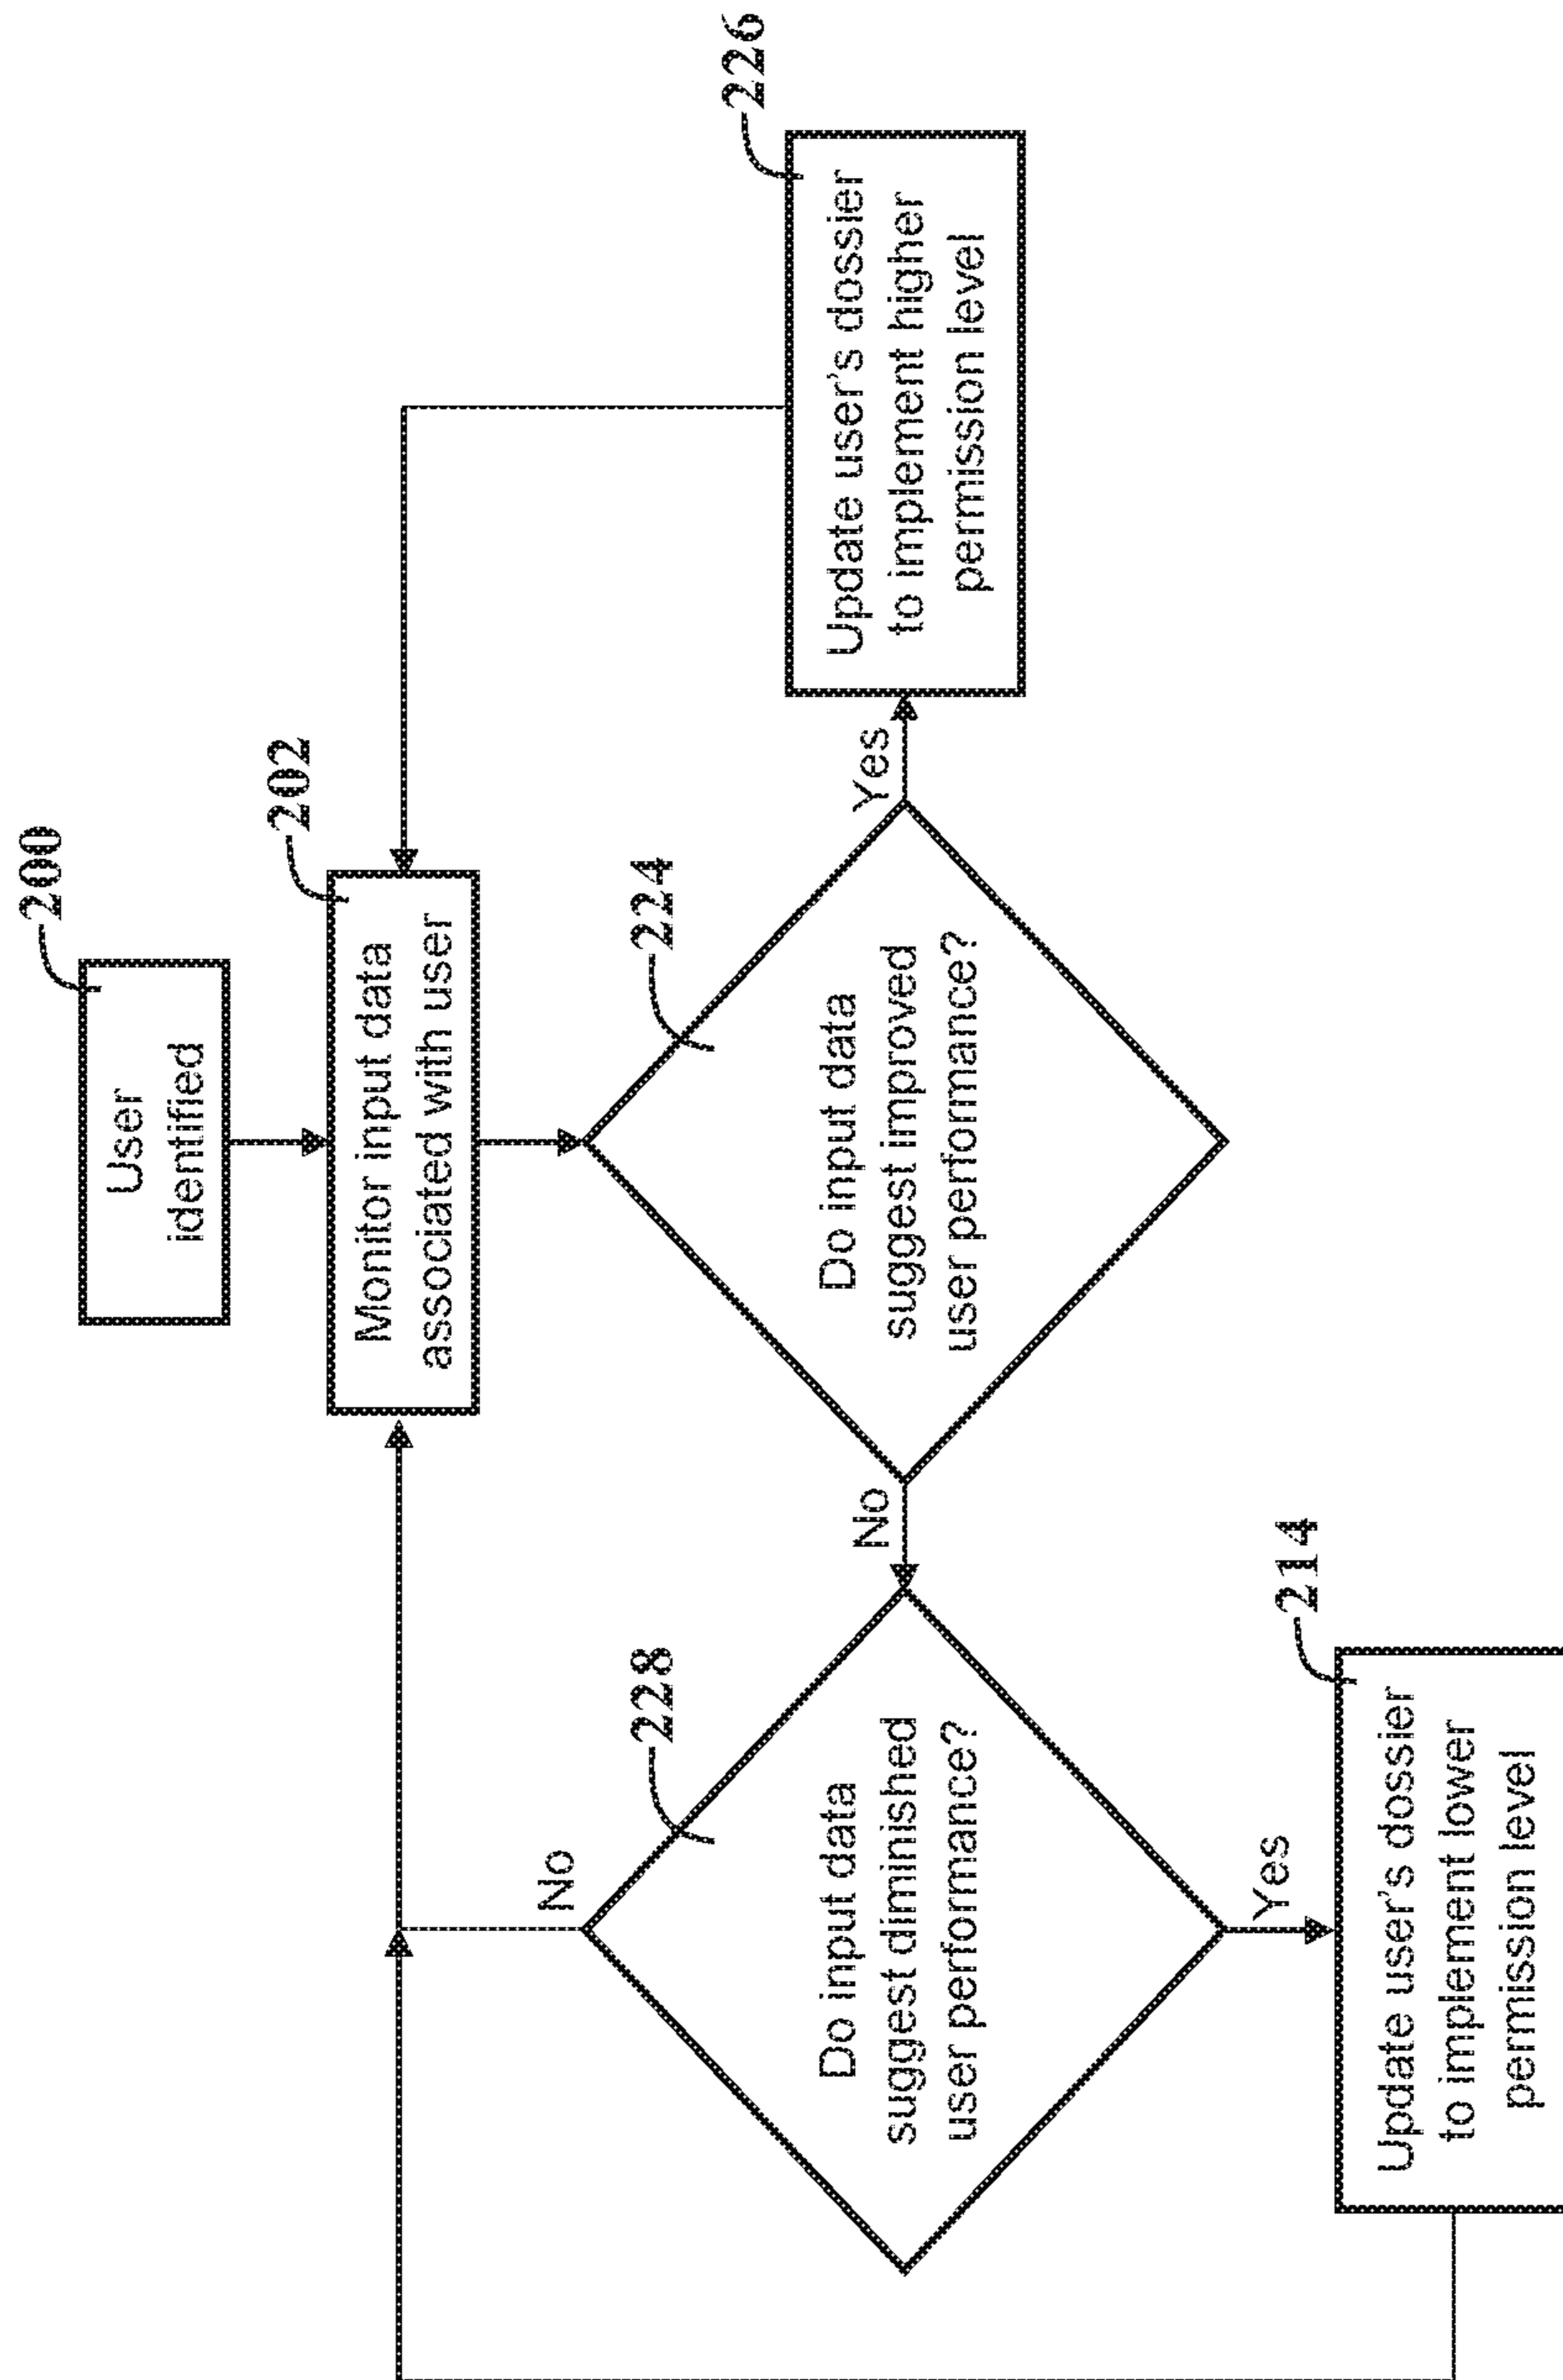 200
User
identified
202
Monitor input data
associated with user
224
Do input data
suggest improved
user performance?
Yes
226
Update user's dossier
to implement higher
permission level
No
228
Do input data
suggest diminished
user performance?
No
Yes
214
Update user's dossier
to implement lower
permission level